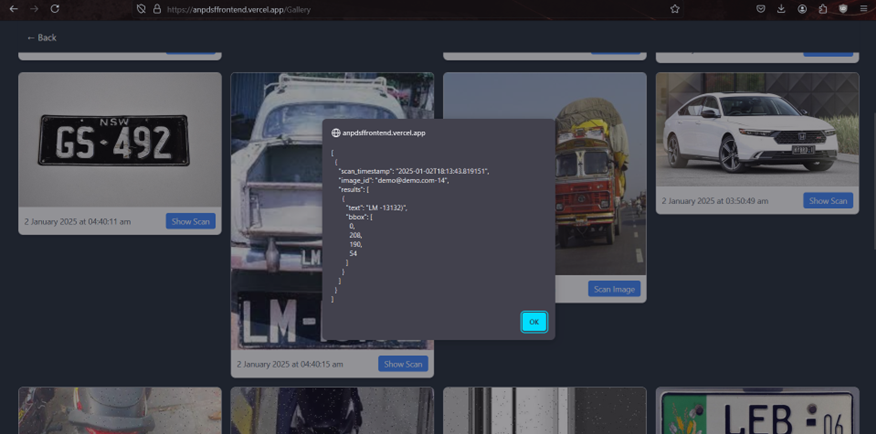 https://anpdsffrontend.vercel.app/Gallery
← Back
NSW
GS·492
2 January 2025 at 04:40:11 am
Show Scan
anpdsffrontend.vercel.app
[
{
"scan_timestamp": "2025-01-02T18:13:43.819151",
"image_id": "demo@demo.com-14",
"results": [
{
"text": "LM -13132)",
"bbox": [
0,
208,
190,
54
]
}
]
}
]
OK
LM
LM-
2 January 2025 at 04:40:15 am
Show Scan
Scan Image
2 January 2025 at 03:50:49 am
Show Scan
LEB 06